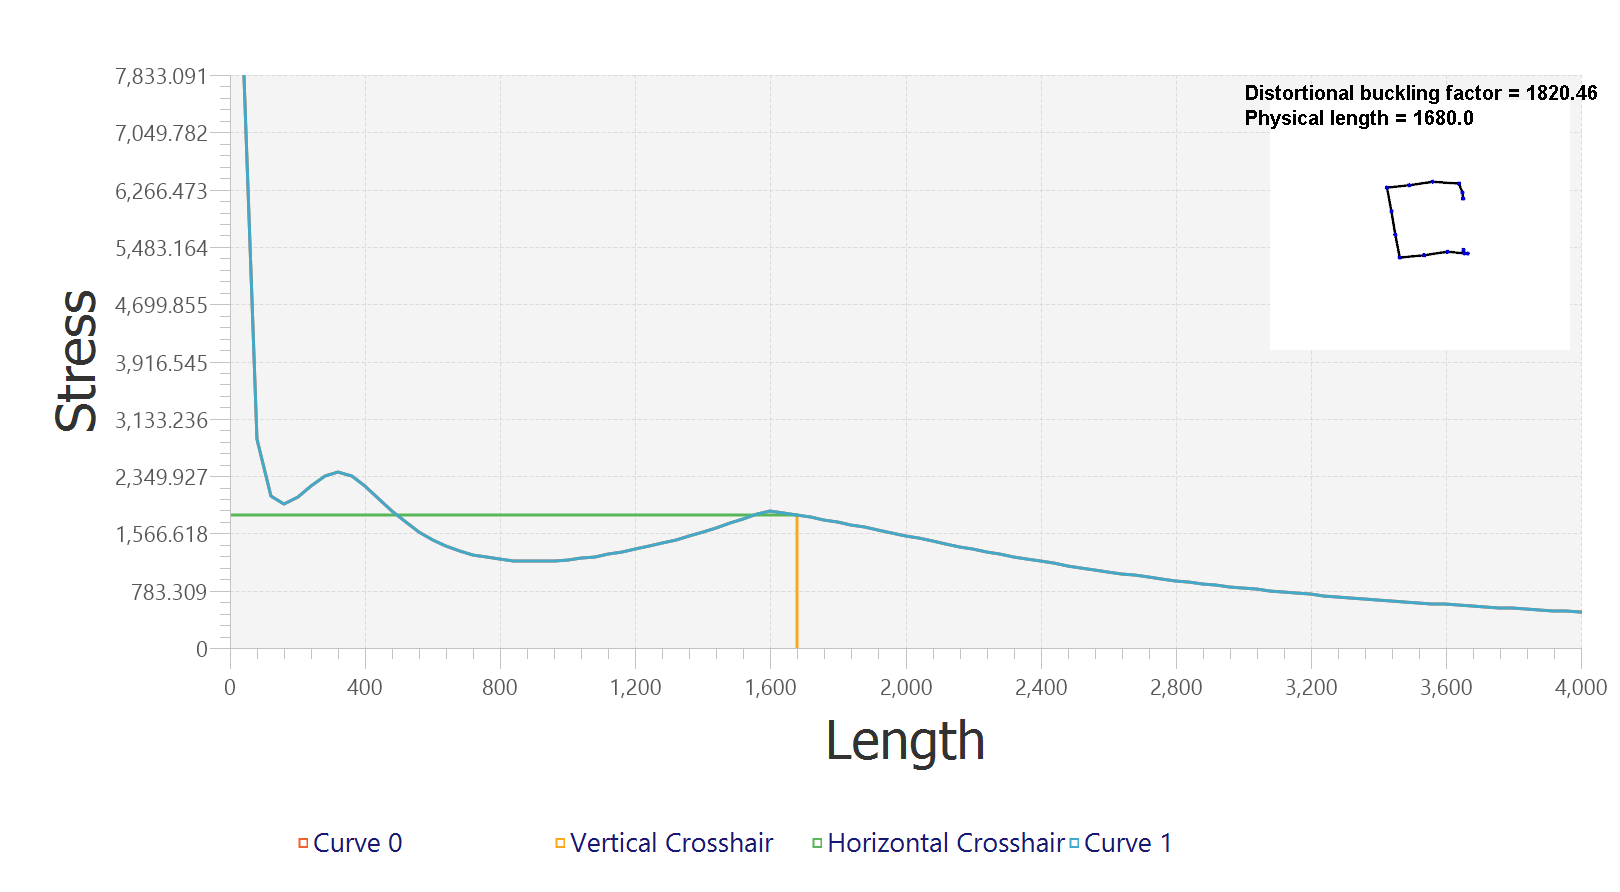 Distortional buckling factor = 1820.46
Physical length = 1680.0
7,833.091
7,049.782
6,266.473
5,483.164
4,699.855
3,916.545
3,133.236
2,349.927
1,566.618
783.309
0
Stress
0 400 800 1,200 1,600 2,000 2,400 2,800 3,200 3,600 4,000
Length
Curve 0 Vertical Crosshair Horizontal Crosshair Curve 1